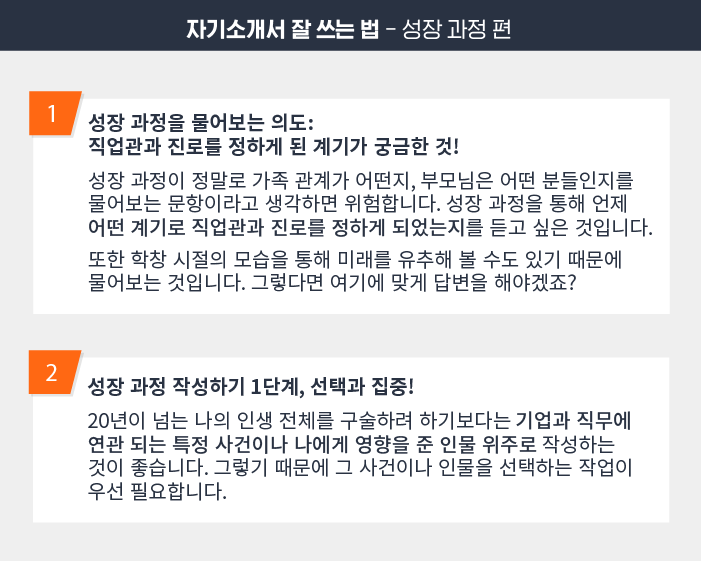 자기소개서 잘 쓰는 법 – 성장 과정 편
1
성장 과정을 물어보는 의도:
직업관과 진로를 정하게 된 계기가 궁금한 것!
성장 과정이 정말로 가족 관계가 어떤지, 부모님은 어떤 분들인지를
물어보는 문항이라고 생각하면 위험합니다. 성장 과정을 통해 언제
어떤 계기로 직업관과 진로를 정하게 되었는지를 듣고 싶은 것입니다.
또한 학창 시절의 모습을 통해 미래를 유추해 볼 수도 있기 때문에
물어보는 것입니다. 그렇다면 여기에 맞게 답변을 해야겠죠?
2
성장 과정 작성하기 1단계, 선택과 집중!
20년이 넘는 나의 인생 전체를 구술하려 하기보다는 기업과 직무에
연관 되는 특정 사건이나 나에게 영향을 준 인물 위주로 작성하는
것이 좋습니다. 그렇기 때문에 그 사건이나 인물을 선택하는 작업이
우선 필요합니다.